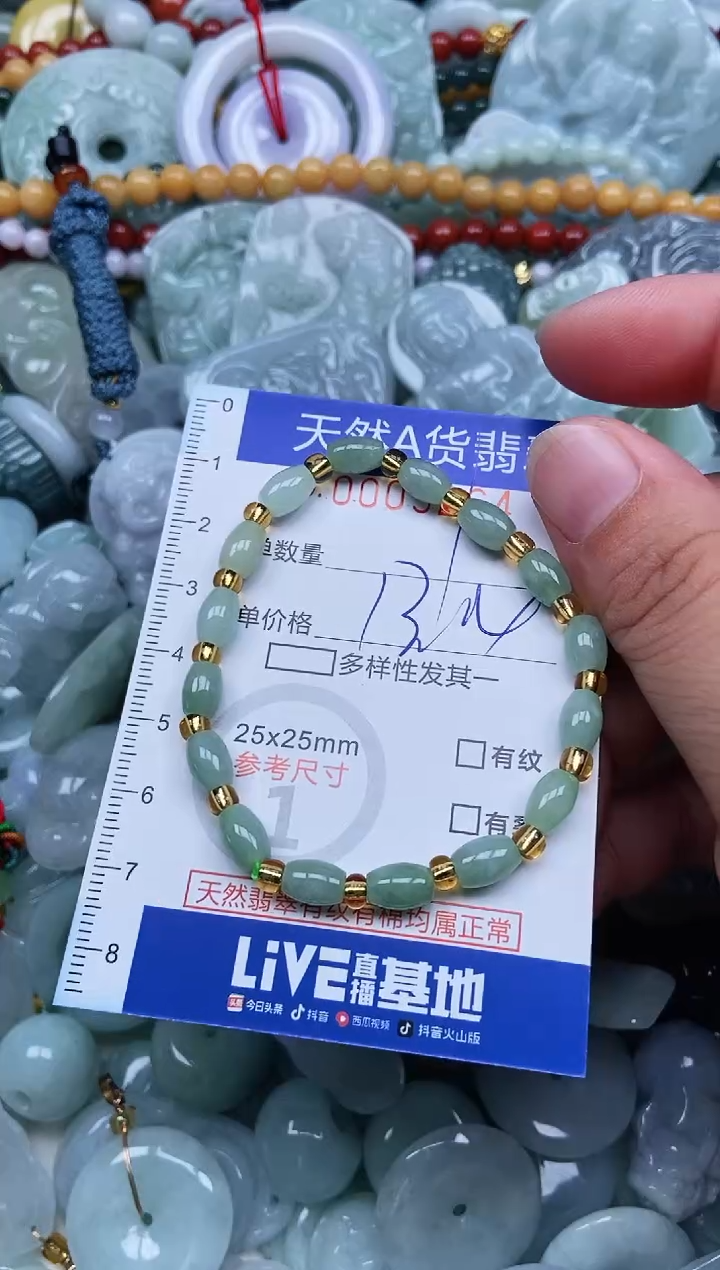 0
天然A货翡
1
2
单数量
3
单价格
4
多样性发其一
5
25x25mm
有纹
参考尺寸
6
1
有
7
天然翡翠有纹有棉均属正常
8
LiVE直播基地
头条 今日头条 抖音 西瓜视频 抖音火山版